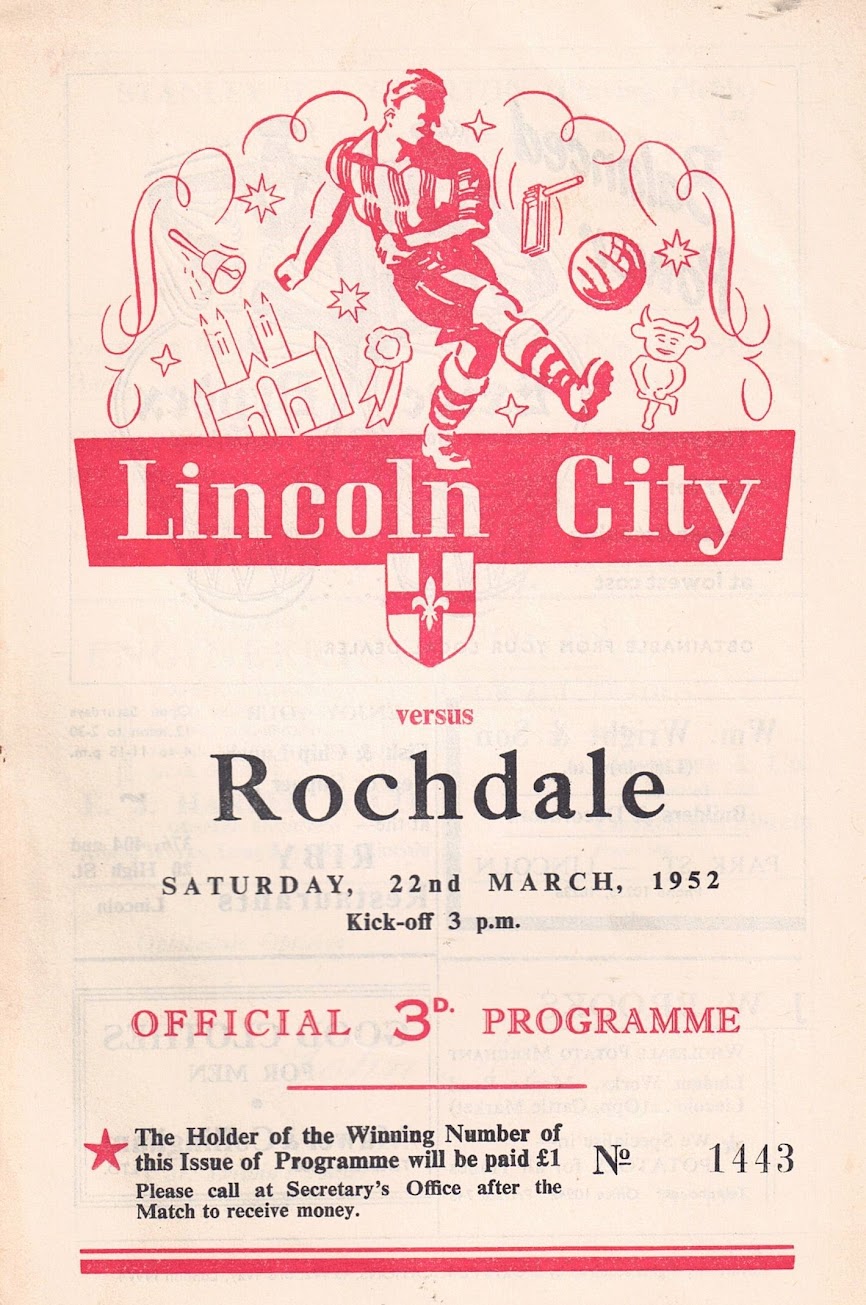 Lincoln City
versus
Rochdale
SATURDAY, 22nd MARCH, 1952
Kick-off 3 p.m.
OFFICIAL 3D. PROGRAMME
The Holder of the Winning Number of
this Issue of Programme will be paid £1
Please call at Secretary's Office after the
Match to receive money.
Nº 1443